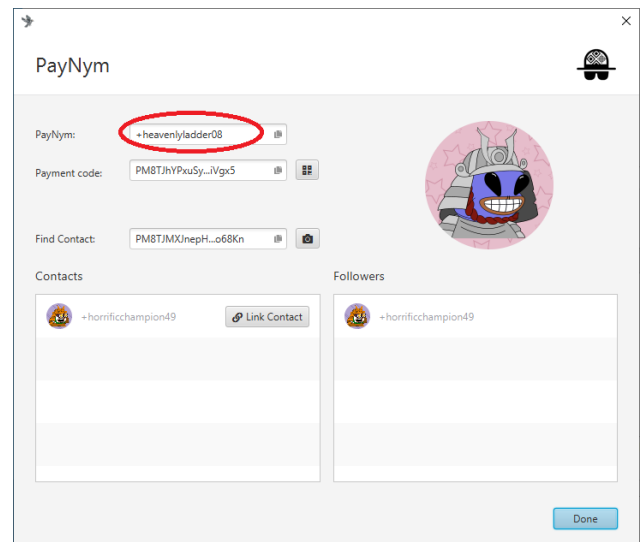 PayNym
PayNym: +heavenlyladder08
Payment code: PM8TJhYPxuSy...iVgx5
Find Contact: PM8TJMXJnepH...o68Kn
Contacts Followers
+horrificchampion49 Link Contact +horrificchampion49
Done